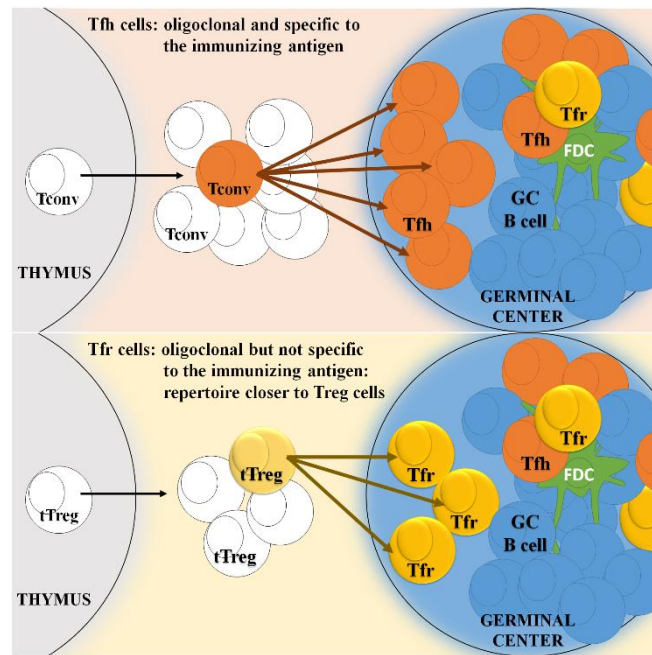 Tfh cells: oligoclonal and specific to
the immunizing antigen
Tfr
Tfh
FDC
Tconv
Tconv
Tconv
Tfh
GC
B cell
THYMUS
GERMINAL
CENTER
Tfr cells: oligoclonal but not specific
to the immunizing antigen:
repertoire closer to Treg cells
Tfr
Tfh
FDC
tTreg
Tfr
tTreg
Tfr
tTreg
Tfr
GC
B cell
THYMUS
GERMINAL
CENTER